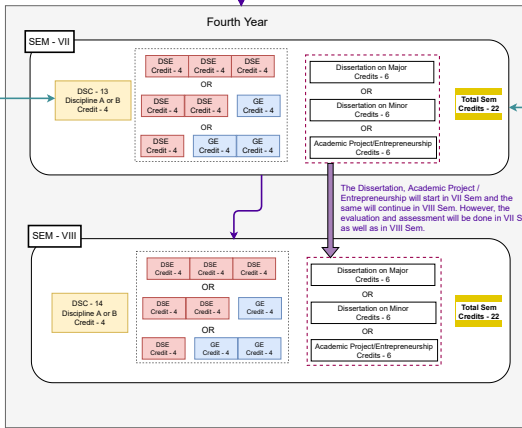 Fourth Year
SEM - VII
DSC - 13
Discipline A or B
Credit - 4
DSE
Credit - 4
DSE
Credit - 4
DSE
Credit - 4
OR
DSE
Credit - 4
DSE
Credit - 4
GE
Credit - 4
OR
DSE
Credit - 4
GE
Credit - 4
GE
Credit - 4
Dissertation on Major
Credits - 6
OR
Dissertation on Minor
Credits - 6
OR
Academic Project/Entrepreneurship
Credits - 6
Total Sem
Credits - 22
The Dissertation, Academic Project /
Entrepreneurship will start in VII Sem and the
same will continue in VIII Sem. However, the
evaluation and assessment will be done in VII S
as well as in VIII Sem.
SEM - VIII
DSC - 14
Discipline A or B
Credit - 4
DSE
Credit - 4
DSE
Credit - 4
DSE
Credit - 4
OR
DSE
Credit - 4
DSE
Credit - 4
GE
Credit - 4
OR
DSE
Credit - 4
GE
Credit - 4
GE
Credit - 4
Dissertation on Major
Credits - 6
OR
Dissertation on Minor
Credits - 6
OR
Academic Project/Entrepreneurship
Credits - 6
Total Sem
Credits - 22